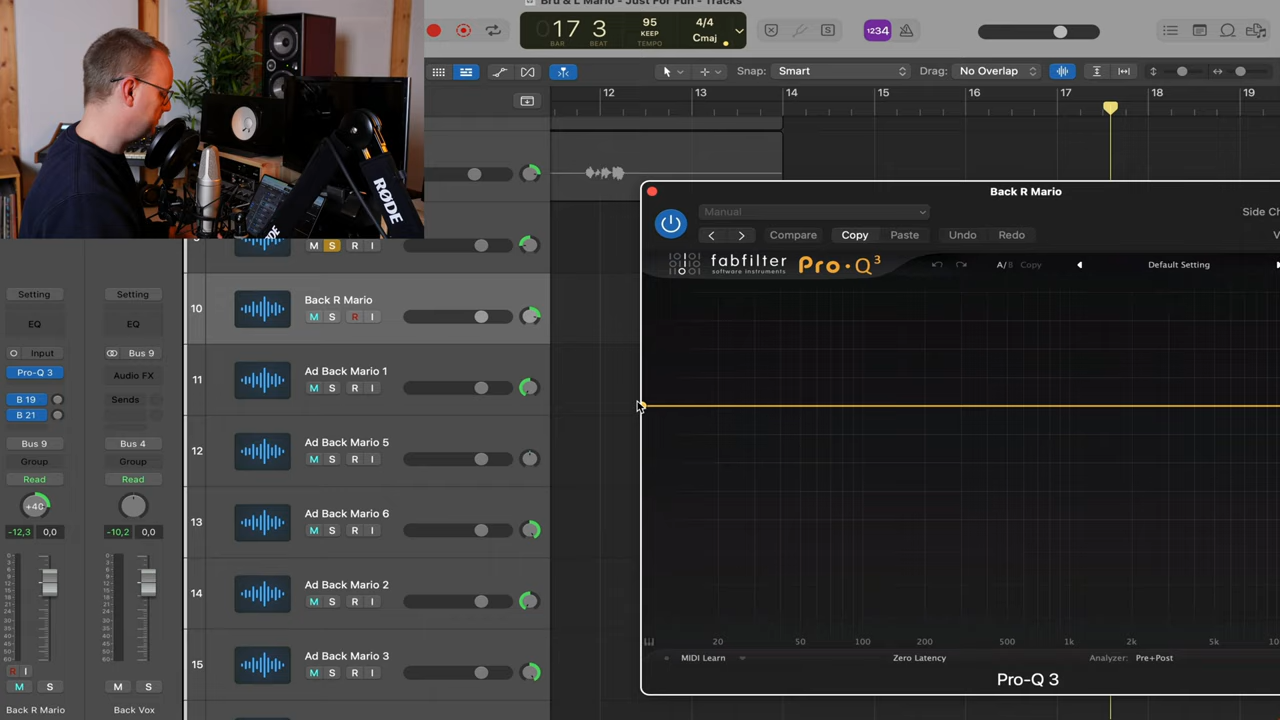 Bru & L Mario - Just For Fun - Tracks
17 3
BAR BEAT
95
KEEP
TEMPO
4/4
Cmaj
1234
Snap: Smart
Drag: No Overlap
12 13 14 15 16 17 18 19
RØDE
M S R I
10
Back R Mario
M S R I
11
Ad Back Mario 1
M S R I
12
Ad Back Mario 5
M S R I
13
Ad Back Mario 6
M S R I
14
Ad Back Mario 2
M S R I
15
Ad Back Mario 3
M S R I
Setting Setting
EQ EQ
Input Bus 9
Pro-Q 3 Audio FX
B 19 Sends
B 21
Bus 9 Bus 4
Group Group
Read Read
+40
-12,3 0,0 -10,2 0,0
R I
M S M S
Back R Mario Back Vox
Back R Mario
Manual
Side Ch
Compare Copy Paste Undo Redo
fabfilter
software instruments
Pro·Q3
A/B Copy
Default Setting
20 50 100 200 500 1k 2k 5k
MIDI Learn
Zero Latency
Analyzer: Pre+Post
Pro-Q 3